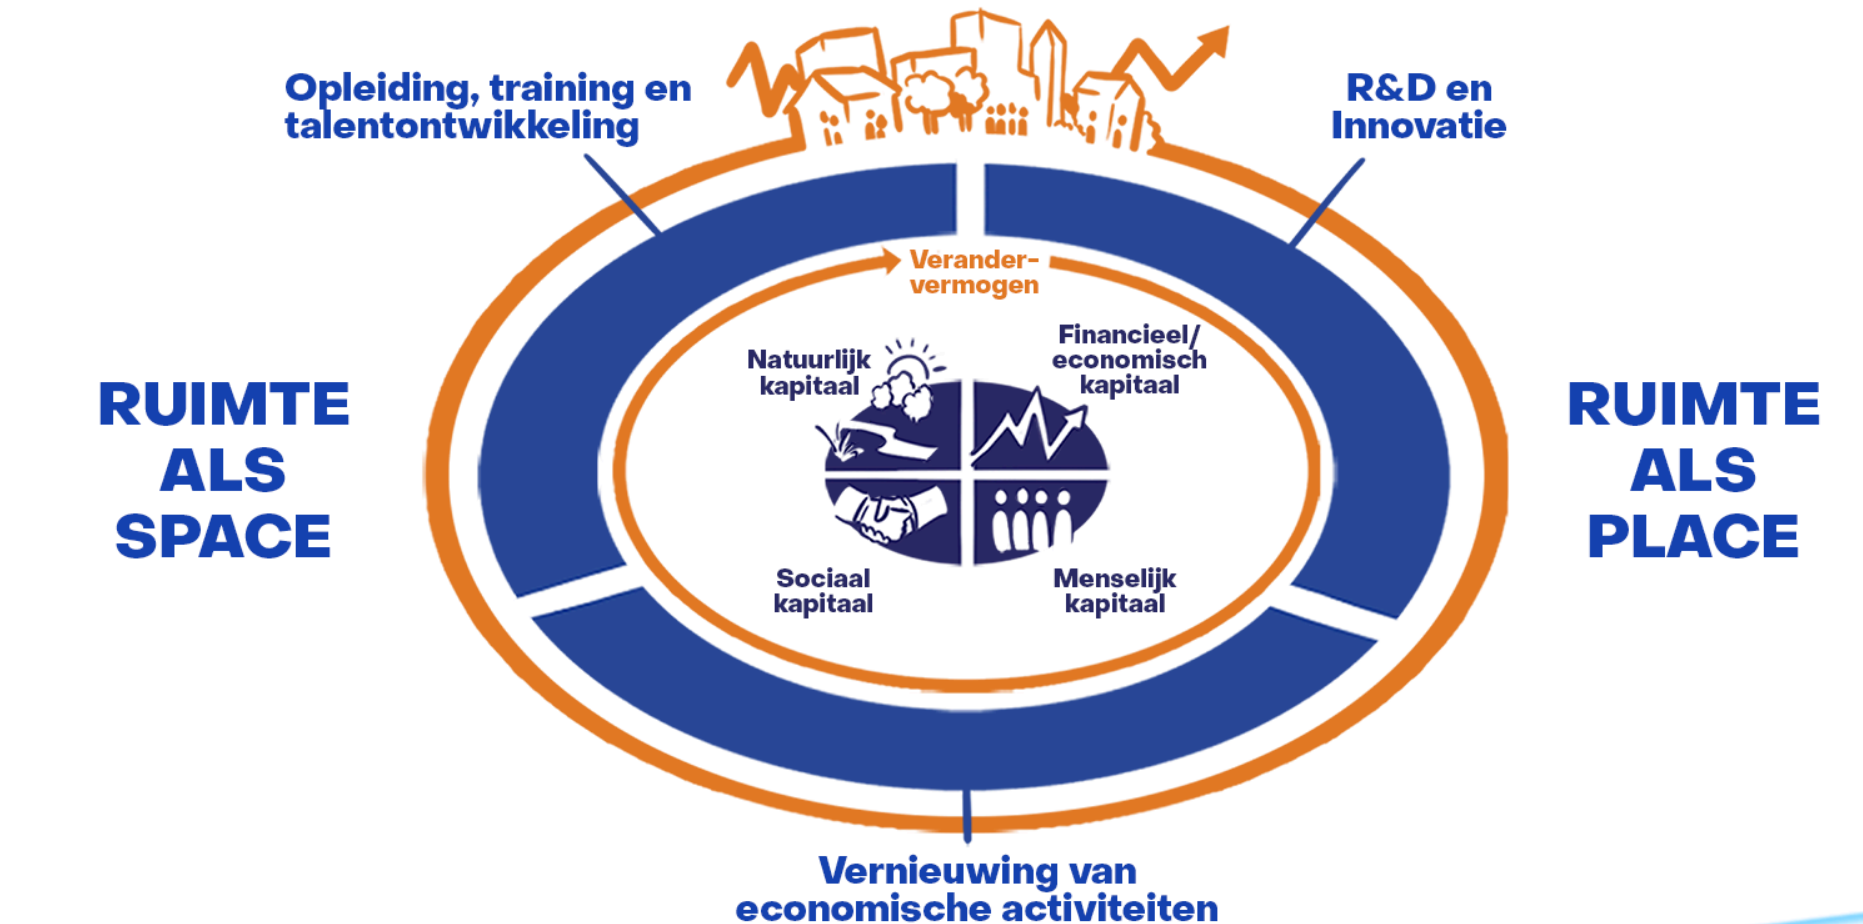 Opleiding, training en
talentontwikkeling
R&D en
Innovatie
Verander-
vermogen
Natuurlijk
kapitaal
Financieel/
economisch
kapitaal
RUIMTE
ALS
SPACE
RUIMTE
ALS
PLACE
Sociaal
kapitaal
Menselijk
kapitaal
Vernieuwing van
economische activiteiten